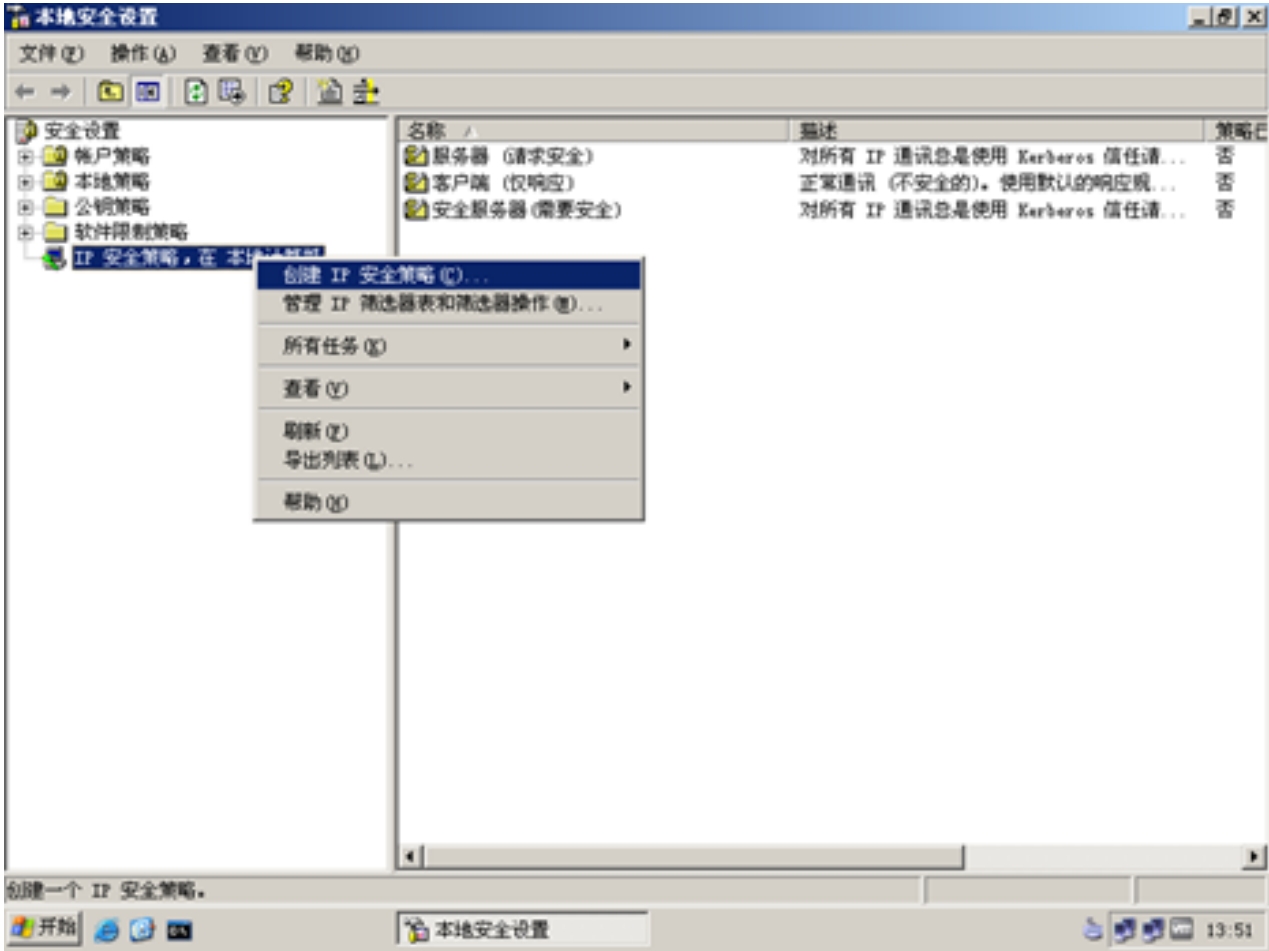 本地安全设置
文件(F) 操作(A) 查看(V) 帮助(H)
安全设置
帐户策略
本地策略
公钥策略
软件限制策略
IP 安全策略，在 本地计算机
名称 描述 策略已
服务器 (请求安全) 对所有 IP 通讯总是使用 Kerberos 信任请... 否
客户端 (仅响应) 正常通讯 (不安全的)。使用默认的响应规... 否
安全服务器(需要安全) 对所有 IP 通讯总是使用 Kerberos 信任请... 否
创建 IP 安全策略(C)...
管理 IP 筛选器表和筛选器操作(M)...
所有任务(K)
查看(V)
刷新(F)
导出列表(L)...
帮助(H)
创建一个 IP 安全策略。
开始 本地安全设置 13:51